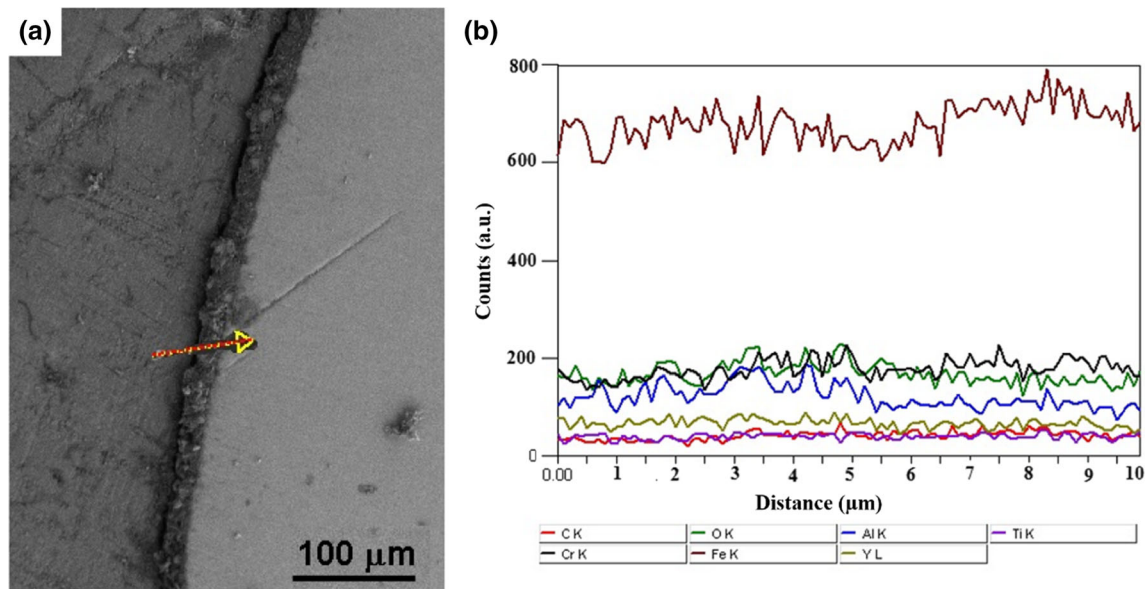 (a)
100 μm
(b)
800
600
400
200
0
Counts (a.u.)
0.00 1 2 3 4 5 6 7 8 9 10
Distance (μm)
C K O K Al K Ti K
Cr K Fe K Y L